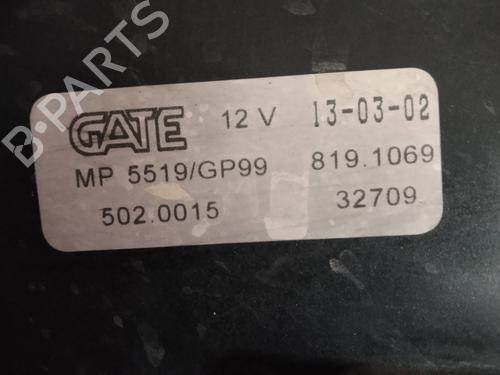 B-PARTS
GATE 12 V 13-03-02
MP 5519/GP99 819.1069
502.0015 32709